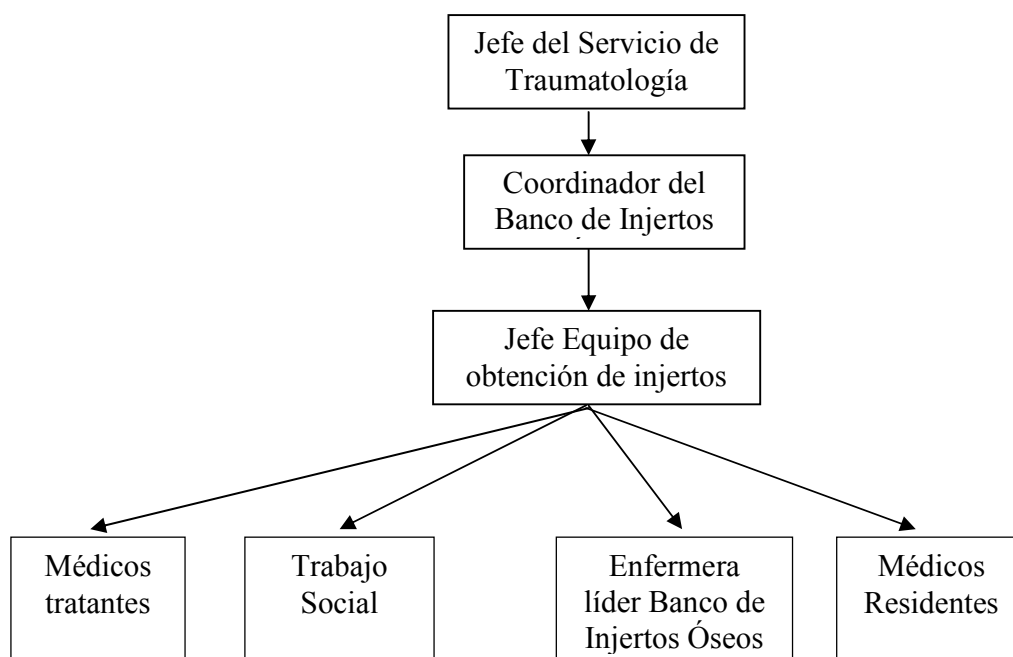 Jefe del Servicio de
Traumatología
Coordinador del
Banco de Injertos
Jefe Equipo de
obtención de injertos
Médicos
tratantes
Trabajo
Social
Enfermera
líder Banco de
Injertos Óseos
Médicos
Residentes